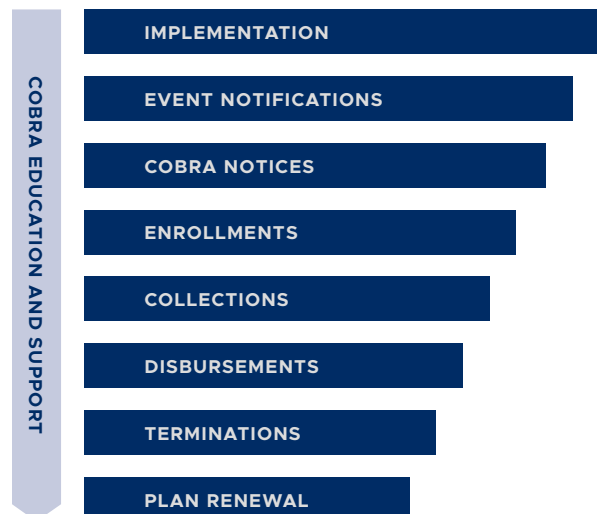 COBRA EDUCATION AND SUPPORT
IMPLEMENTATION
EVENT NOTIFICATIONS
COBRA NOTICES
ENROLLMENTS
COLLECTIONS
DISBURSEMENTS
TERMINATIONS
PLAN RENEWAL